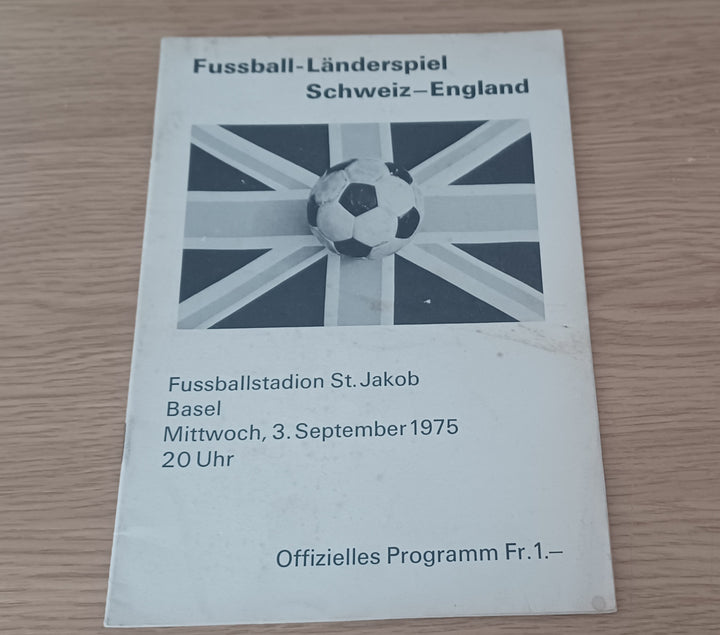 Fussball-Länderspiel
Schweiz–England
Fussballstadion St. Jakob
Basel
Mittwoch, 3. September 1975
20 Uhr
Offizielles Programm Fr. 1.–